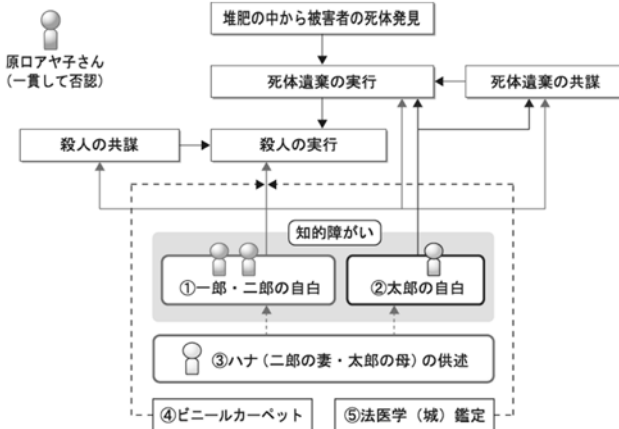 堆肥の中から被害者の死体発見
原口アヤ子さん
(一貫して否認)
死体遺棄の実行
死体遺棄の共謀
殺人の共謀
殺人の実行
知的障がい
①一郎・二郎の自白
②太郎の自白
③ハナ(二郎の妻・太郎の母)の供述
④ビニールカーペット
⑤法医学(城)鑑定